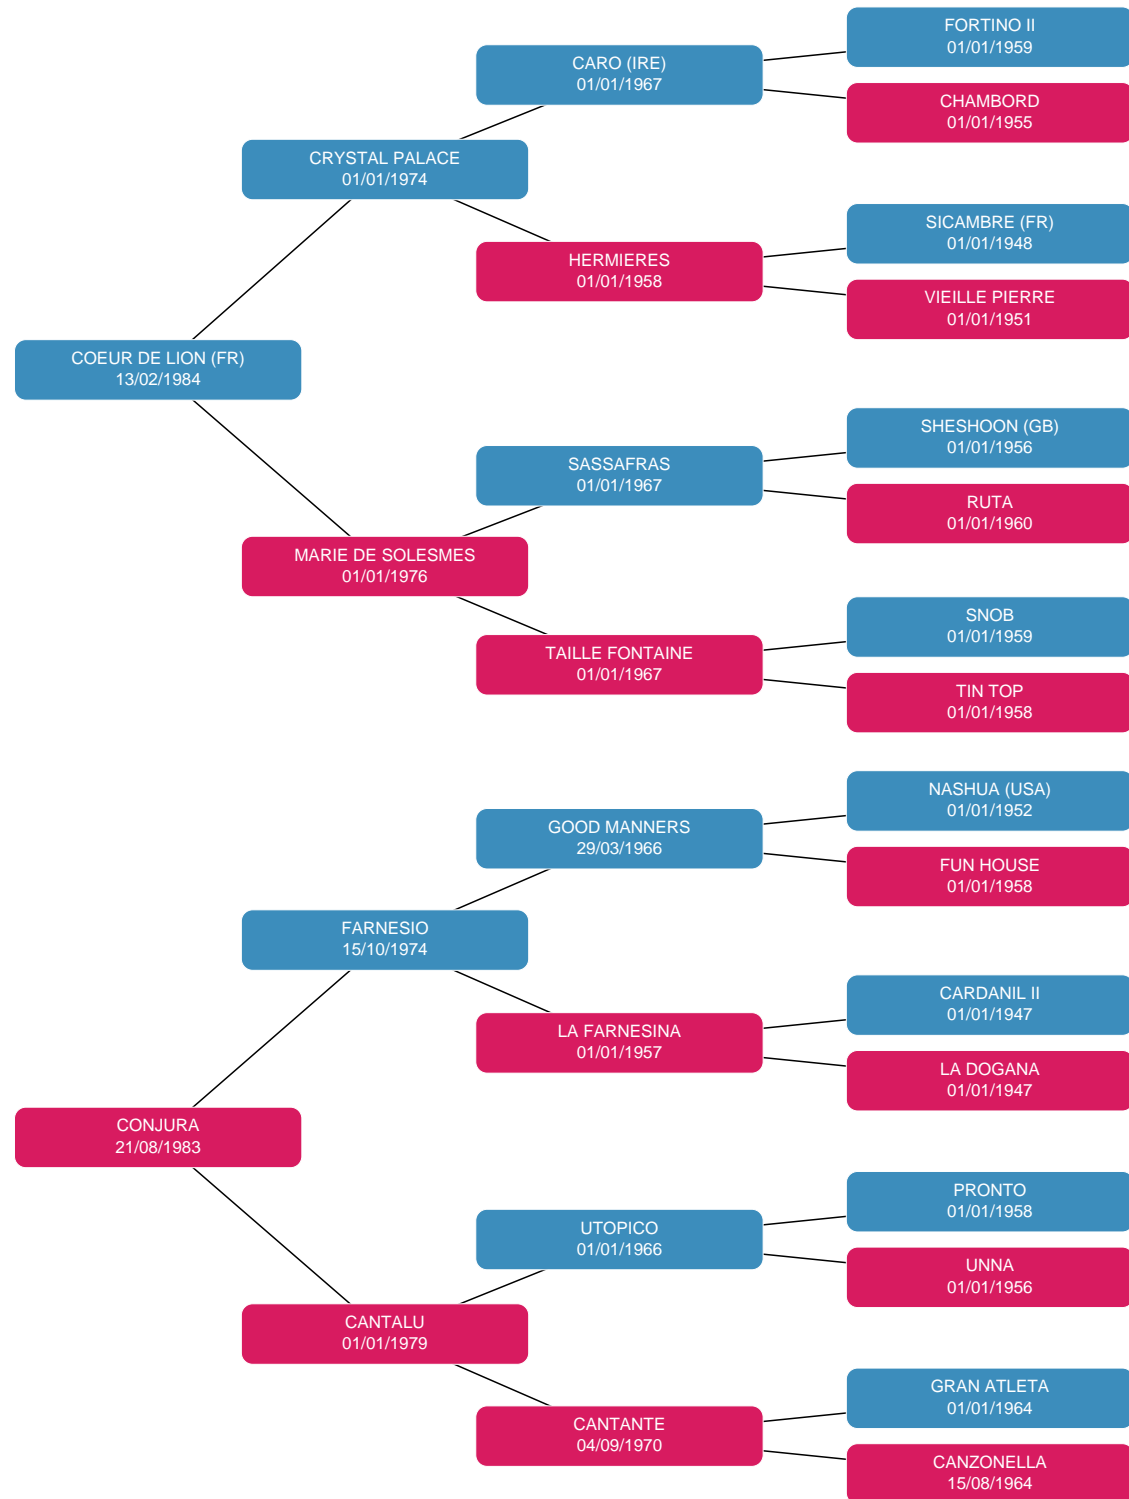 FORTINO II
01/01/1959
CARO (IRE)
01/01/1967
CHAMBORD
01/01/1955
CRYSTAL PALACE
01/01/1974
SICAMBRE (FR)
01/01/1948
HERMIERES
01/01/1958
VIEILLE PIERRE
01/01/1951
COEUR DE LION (FR)
13/02/1984
SHESHOON (GB)
01/01/1956
SASSAFRAS
01/01/1967
RUTA
01/01/1960
MARIE DE SOLESMES
01/01/1976
SNOB
01/01/1959
TAILLE FONTAINE
01/01/1967
TIN TOP
01/01/1958
NASHUA (USA)
01/01/1952
GOOD MANNERS
29/03/1966
FUN HOUSE
01/01/1958
FARNESIO
15/10/1974
CARDANIL II
01/01/1947
LA FARNESINA
01/01/1957
LA DOGANA
01/01/1947
CONJURA
21/08/1983
PRONTO
01/01/1958
UTOPICO
01/01/1966
UNNA
01/01/1956
CANTALU
01/01/1979
GRAN ATLETA
01/01/1964
CANTANTE
04/09/1970
CANZONELLA
15/08/1964